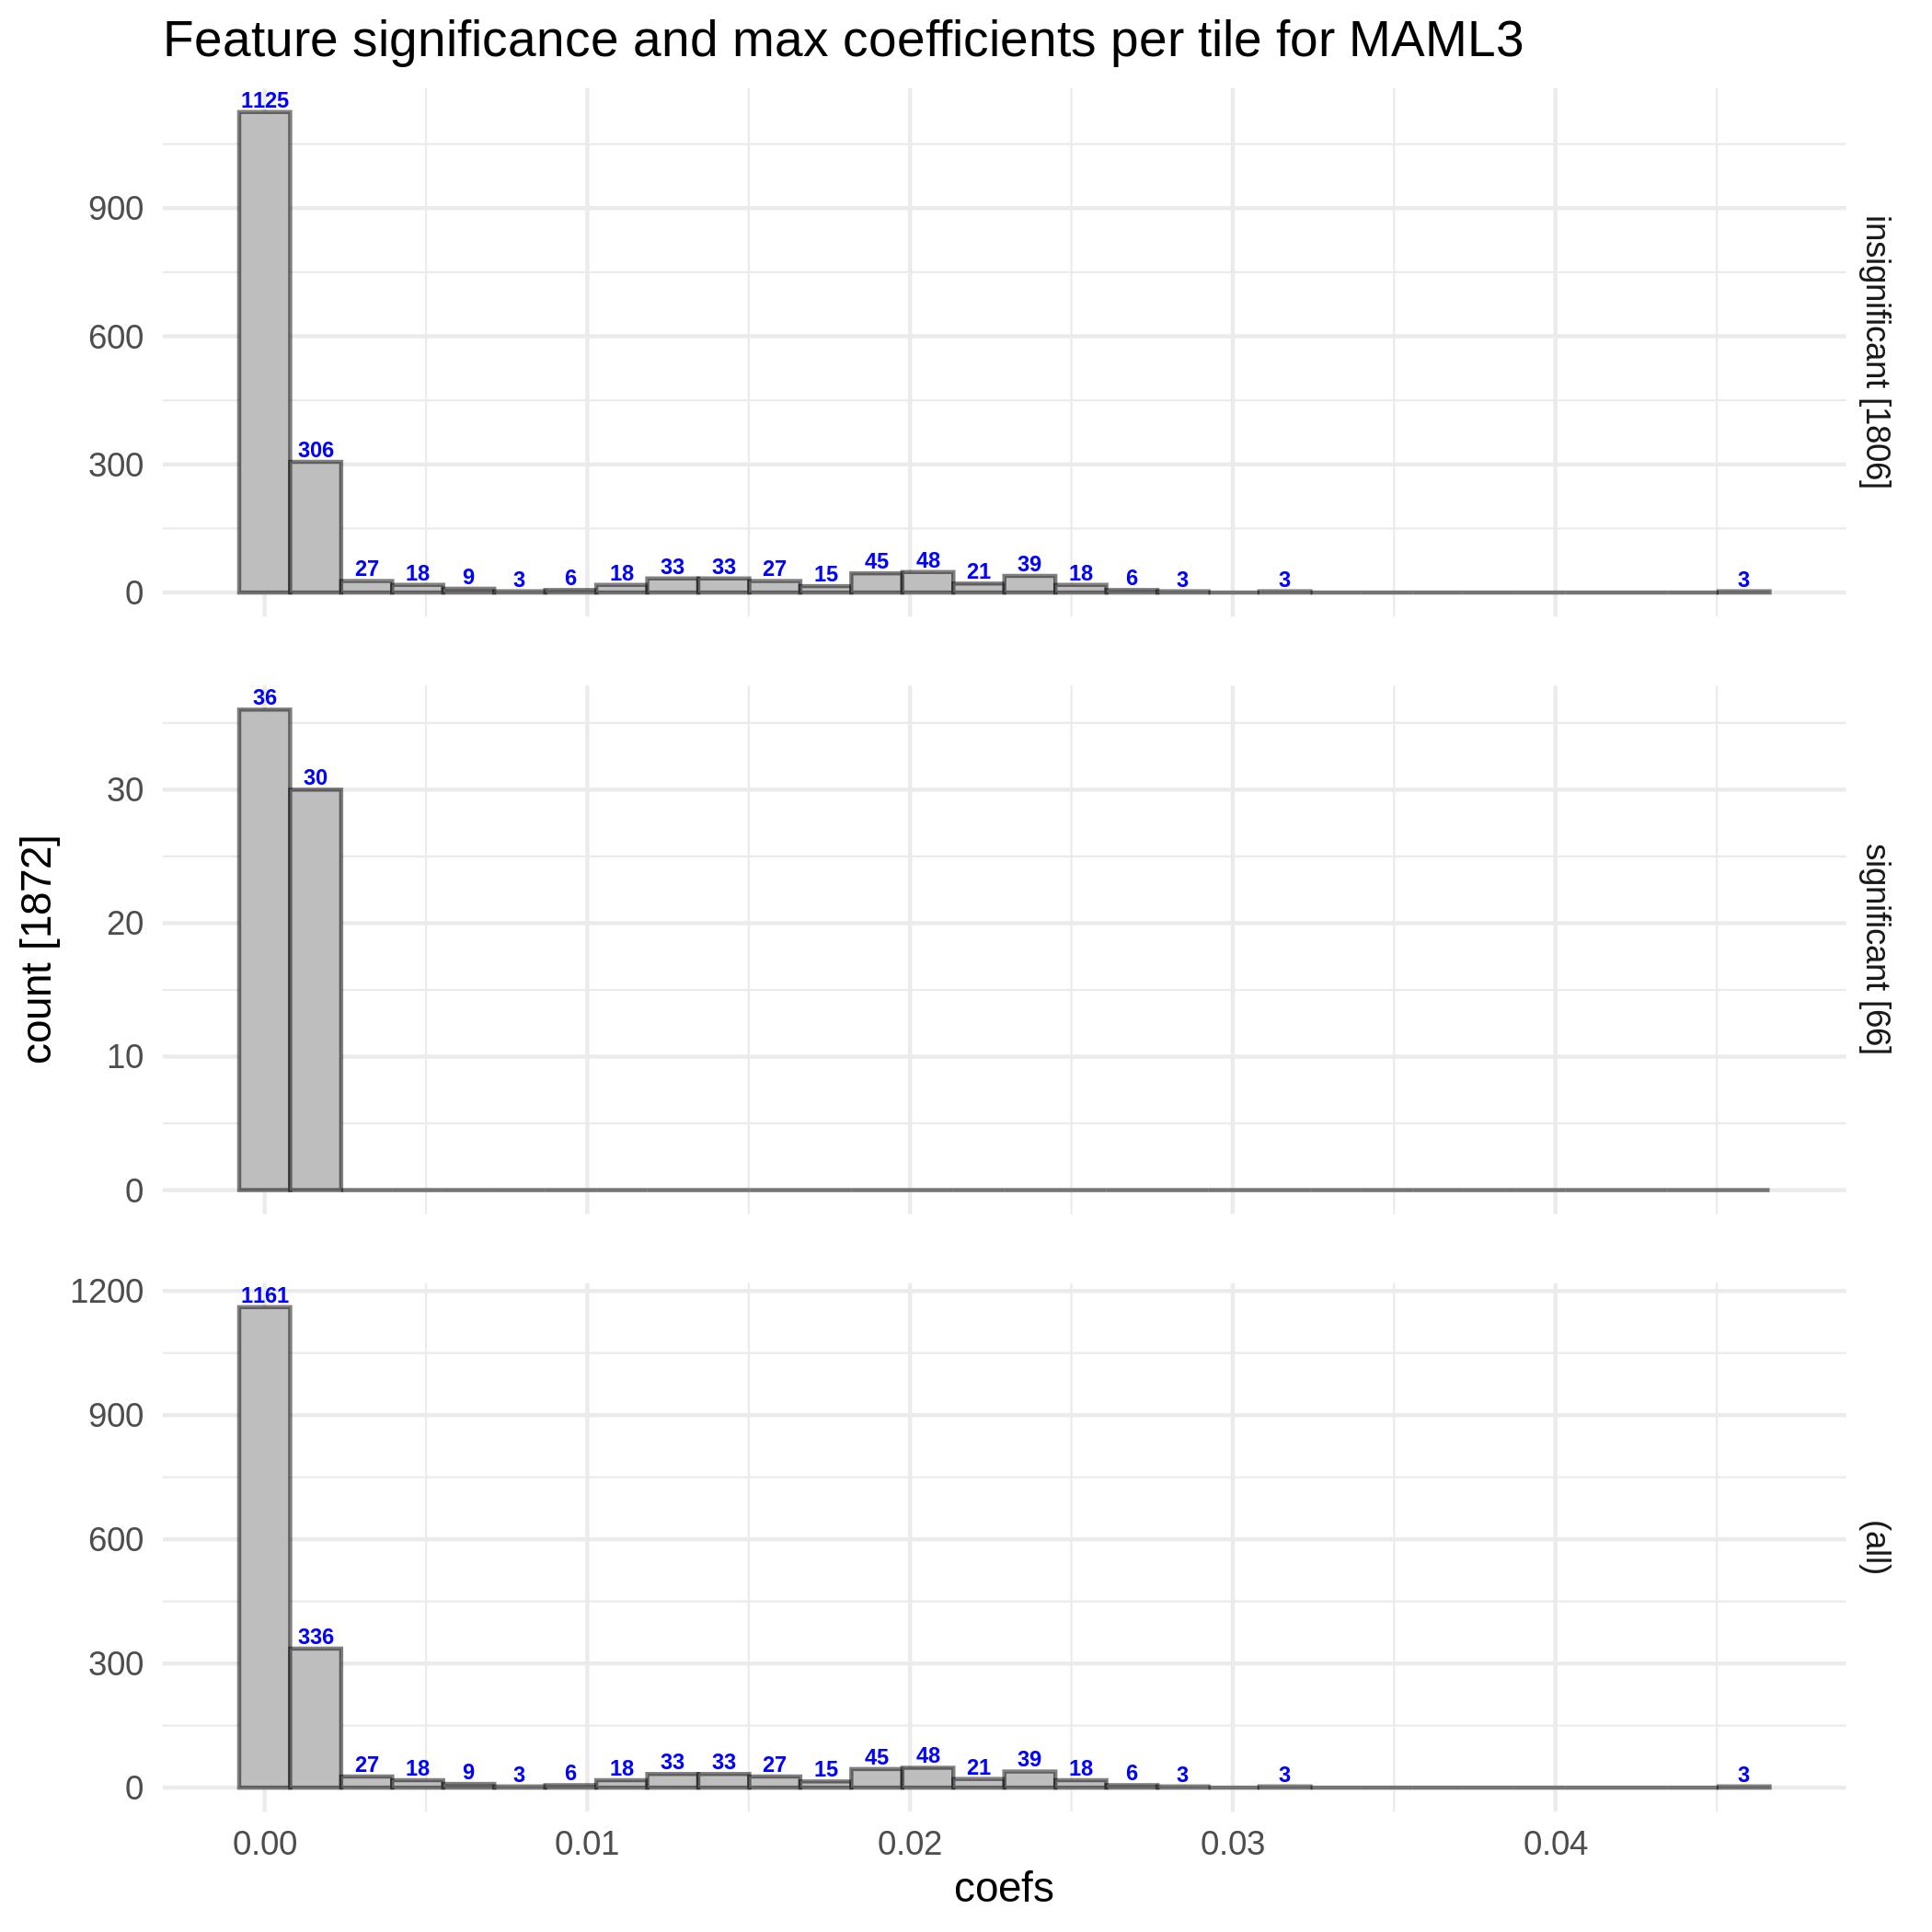 Feature significance and max coefficients per tile for MAML3
count [1872]
insignificant [1806]
900
600
300
0
1125
306
27 18 9 3 6 18 33 33 27 15 45 48 21 39 18 6 3 3 3
significant [66]
30
20
10
0
36
30
(all)
1200
900
600
300
0
1161
336
27 18 9 3 6 18 33 33 27 15 45 48 21 39 18 6 3 3 3
0.00 0.01 0.02 0.03 0.04
coefs